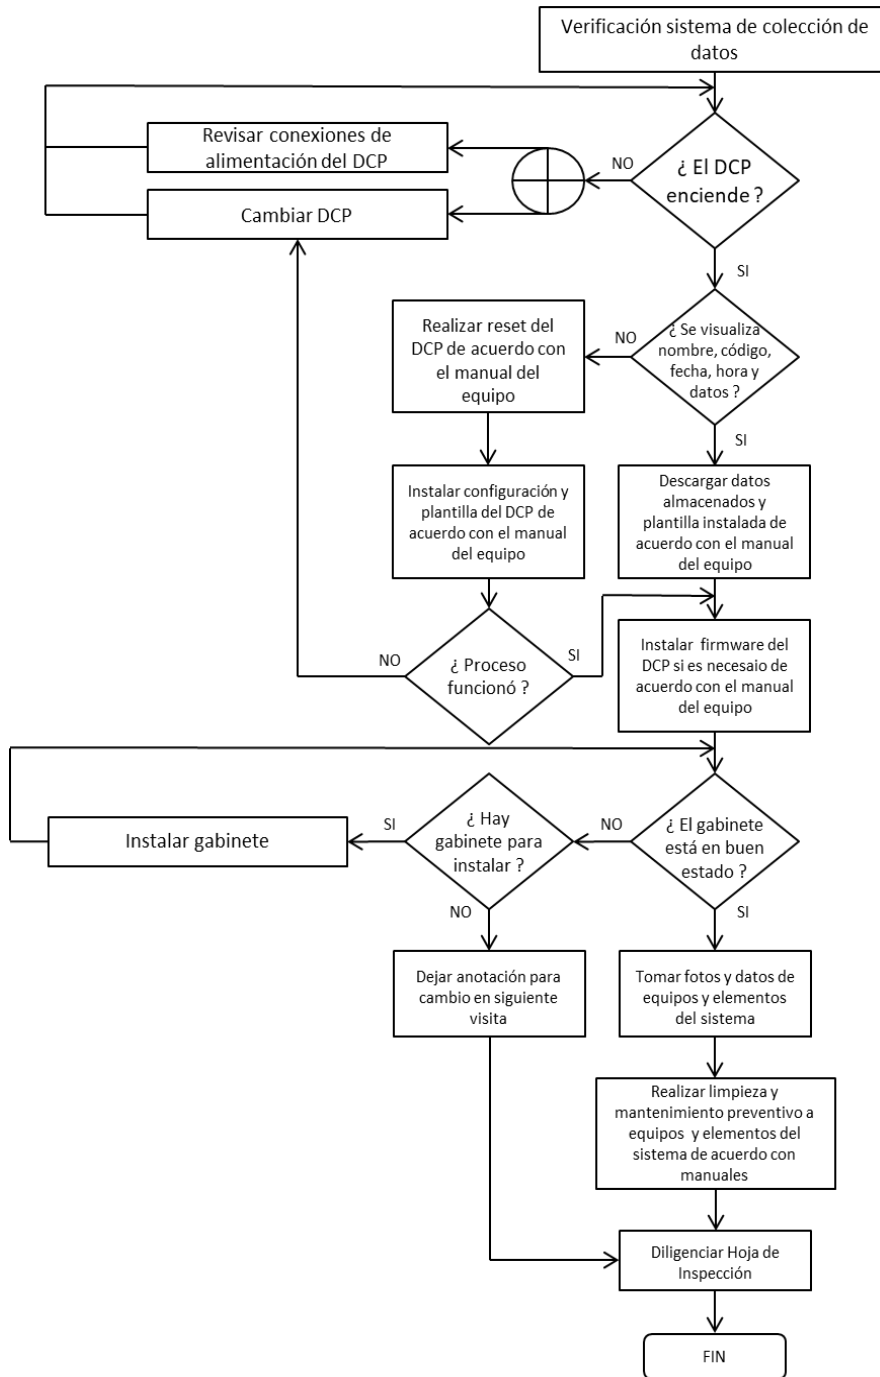 Verificación sistema de colección de
datos
Revisar conexiones de
alimentación del DCP
NO
¿ El DCP
enciende ?
Cambiar DCP
SI
Realizar reset del
DCP de acuerdo con
el manual del
equipo
NO
¿ Se visualiza
nombre, código,
fecha, hora y
datos ?
SI
Instalar configuración y
plantilla del DCP de
acuerdo con el manual
del equipo
Descargar datos
almacenados y
plantilla instalada de
acuerdo con el manual
del equipo
NO
¿ Proceso
funcionó ?
SI
Instalar firmware del
DCP si es necesaio de
acuerdo con el manual
del equipo
Instalar gabinete
SI
¿ Hay
gabinete para
instalar ?
NO
¿ El gabinete
está en buen
estado ?
NO
SI
Dejar anotación para
cambio en siguiente
visita
Tomar fotos y datos de
equipos y elementos
del sistema
Realizar limpieza y
mantenimiento preventivo a
equipos y elementos del
sistema de acuerdo con
manuales
Diligenciar Hoja de
Inspección
FIN